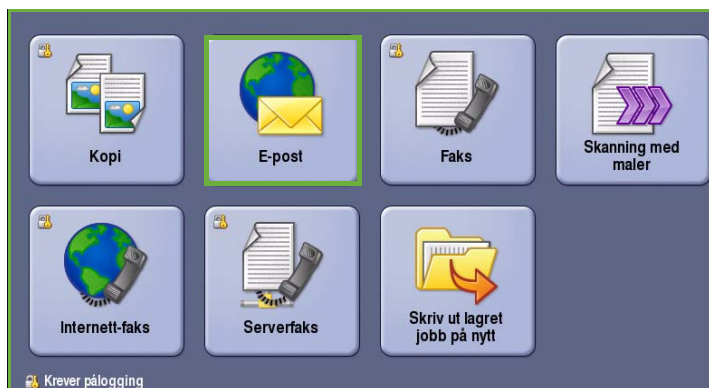 Kopi
E-post
Faks
Skanning med
maler
Internett-faks
Serverfaks
Skriv ut lagret
jobb på nytt
Krever pålogging